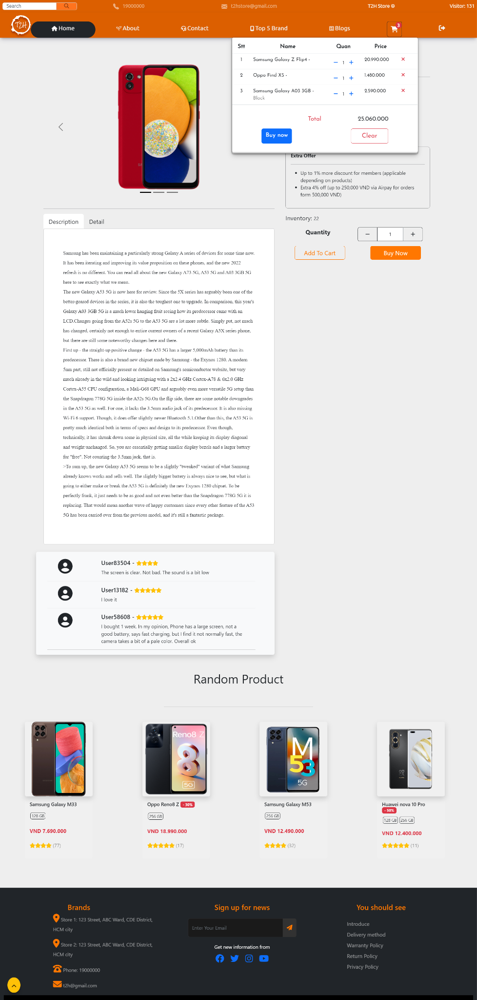 Search
19000000
t2hstore@gmail.com
T2H Store ®
Visitor: 131
T2H
Home
About
Contact
Top 5 Brand
Blogs
3
Stt Name Quan Price
1 Samsung Galaxy Z Flip4 - 1 20.990.000
2 Oppo Find X5 - 1 1.480.000
3 Samsung Galaxy A03 3GB - 1 2.590.000
Black
Total 25.060.000
Buy now
Clear
Extra Offer
Up to 1% more discount for members (applicable
depending on products)
Extra 4% off (up to 250,000 VND via Airpay for orders
form 500,000 VND)
Inventory: 22
Quantity
1
Add To Cart
Buy Now
Description
Detail
Samsung has been maintaining a particularly strong Galaxy A series of devices for some time now.
It has been iterating and improving its value proposition on these phones, and the new 2022
refresh is no different. You can read all about the new Galaxy A73 5G, A53 5G and A03 3GB 5G
here to see exactly what we mean.
The new Galaxy A53 5G is now here for review. Since the 5X series has arguably been one of the
better-geared devices in the series, it is also the toughest one to upgrade. In comparison, this year's
Galaxy A03 3GB 5G is a much lower hanging fruit seeing how its predecessor came with an
LCD.Changes going from the A52s 5G to the A53 5G are a lot more subtle. Simply put, not much
has changed, certainly not enough to entice current owners of a recent Galaxy A5X series phone,
but there are still some noteworthy changes here and there.
First up - the straight-up positive change - the A53 5G has a larger 5,000mAh battery than its
predecessor. There is also a brand new chipset made by Samsung - the Exynos 1280. A modern
5nm part, still not officially present or detailed on Samsung's semiconductor website, but very
much already in the wild and looking intriguing with a 2x2.4 GHz Cortex-A78 & 6x2.0 GHz
Cortex-A55 CPU configuration, a Mali-G68 GPU and arguably even more versatile 5G setup than
the Snapdragon 778G 5G inside the A52s 5G.On the flip side, there are some notable downgrades
in the A53 5G as well. For one, it lacks the 3.5mm audio jack of its predecessor. It is also missing
Wi-Fi 6 support. Though, it does offer slightly newer Bluetooth 5.1.Other than this, the A53 5G is
pretty much identical both in terms of specs and design to its predecessor. Even though,
technically, it has shrunk down some in physical size, all the while keeping its display diagonal
and weight unchanged. So, you are essentially getting smaller display bezels and a larger battery
for "free". Not counting the 3.5mm jack, that is.
>To sum up, the new Galaxy A53 5G seems to be a slightly "tweaked" variant of what Samsung
already knows works and sells well. The slightly bigger battery is always nice to see, but what is
going to either make or break the A53 5G is definitely the new Exynos 1280 chipset. To be
perfectly frank, it just needs to be as good and not even better than the Snapdragon 778G 5G it is
replacing. That would mean another wave of happy customers since every other feature of the A53
5G has been carried over from the previous model, and it's still a fantastic package.
User83504 -
The screen is clear. Not bad. The sound is a bit low
User13182 -
I love it
User58608 -
I bought 1 week. In my opinion, Phone has a large screen, not a
good battery, says fast charging, but I find it not normally fast, the
camera takes a bit of a pale color. Overall ok
Random Product
Samsung Galaxy M33
128 GB
VND 7.690.000
(77)
Reno8 Z
8
5G
Oppo Reno8 Z - 30%
256 GB
VND 18.990.000
(17)
M
53
5G
Samsung Galaxy M53
256 GB
VND 12.490.000
(32)
Huawei nova 10 Pro
- 50%
128 GB 256 GB
VND 12.400.000
(11)
Brands
Store 1: 123 Street, ABC Ward, CDE District,
HCM city
Store 2: 123 Street, ABC Ward, CDE District,
HCM city
Phone: 19000000
t2h@gmail.com
Sign up for news
Enter Your Email
Get new information from
You should see
Introduce
Delivery method
Warranty Policy
Return Policy
Privacy Policy